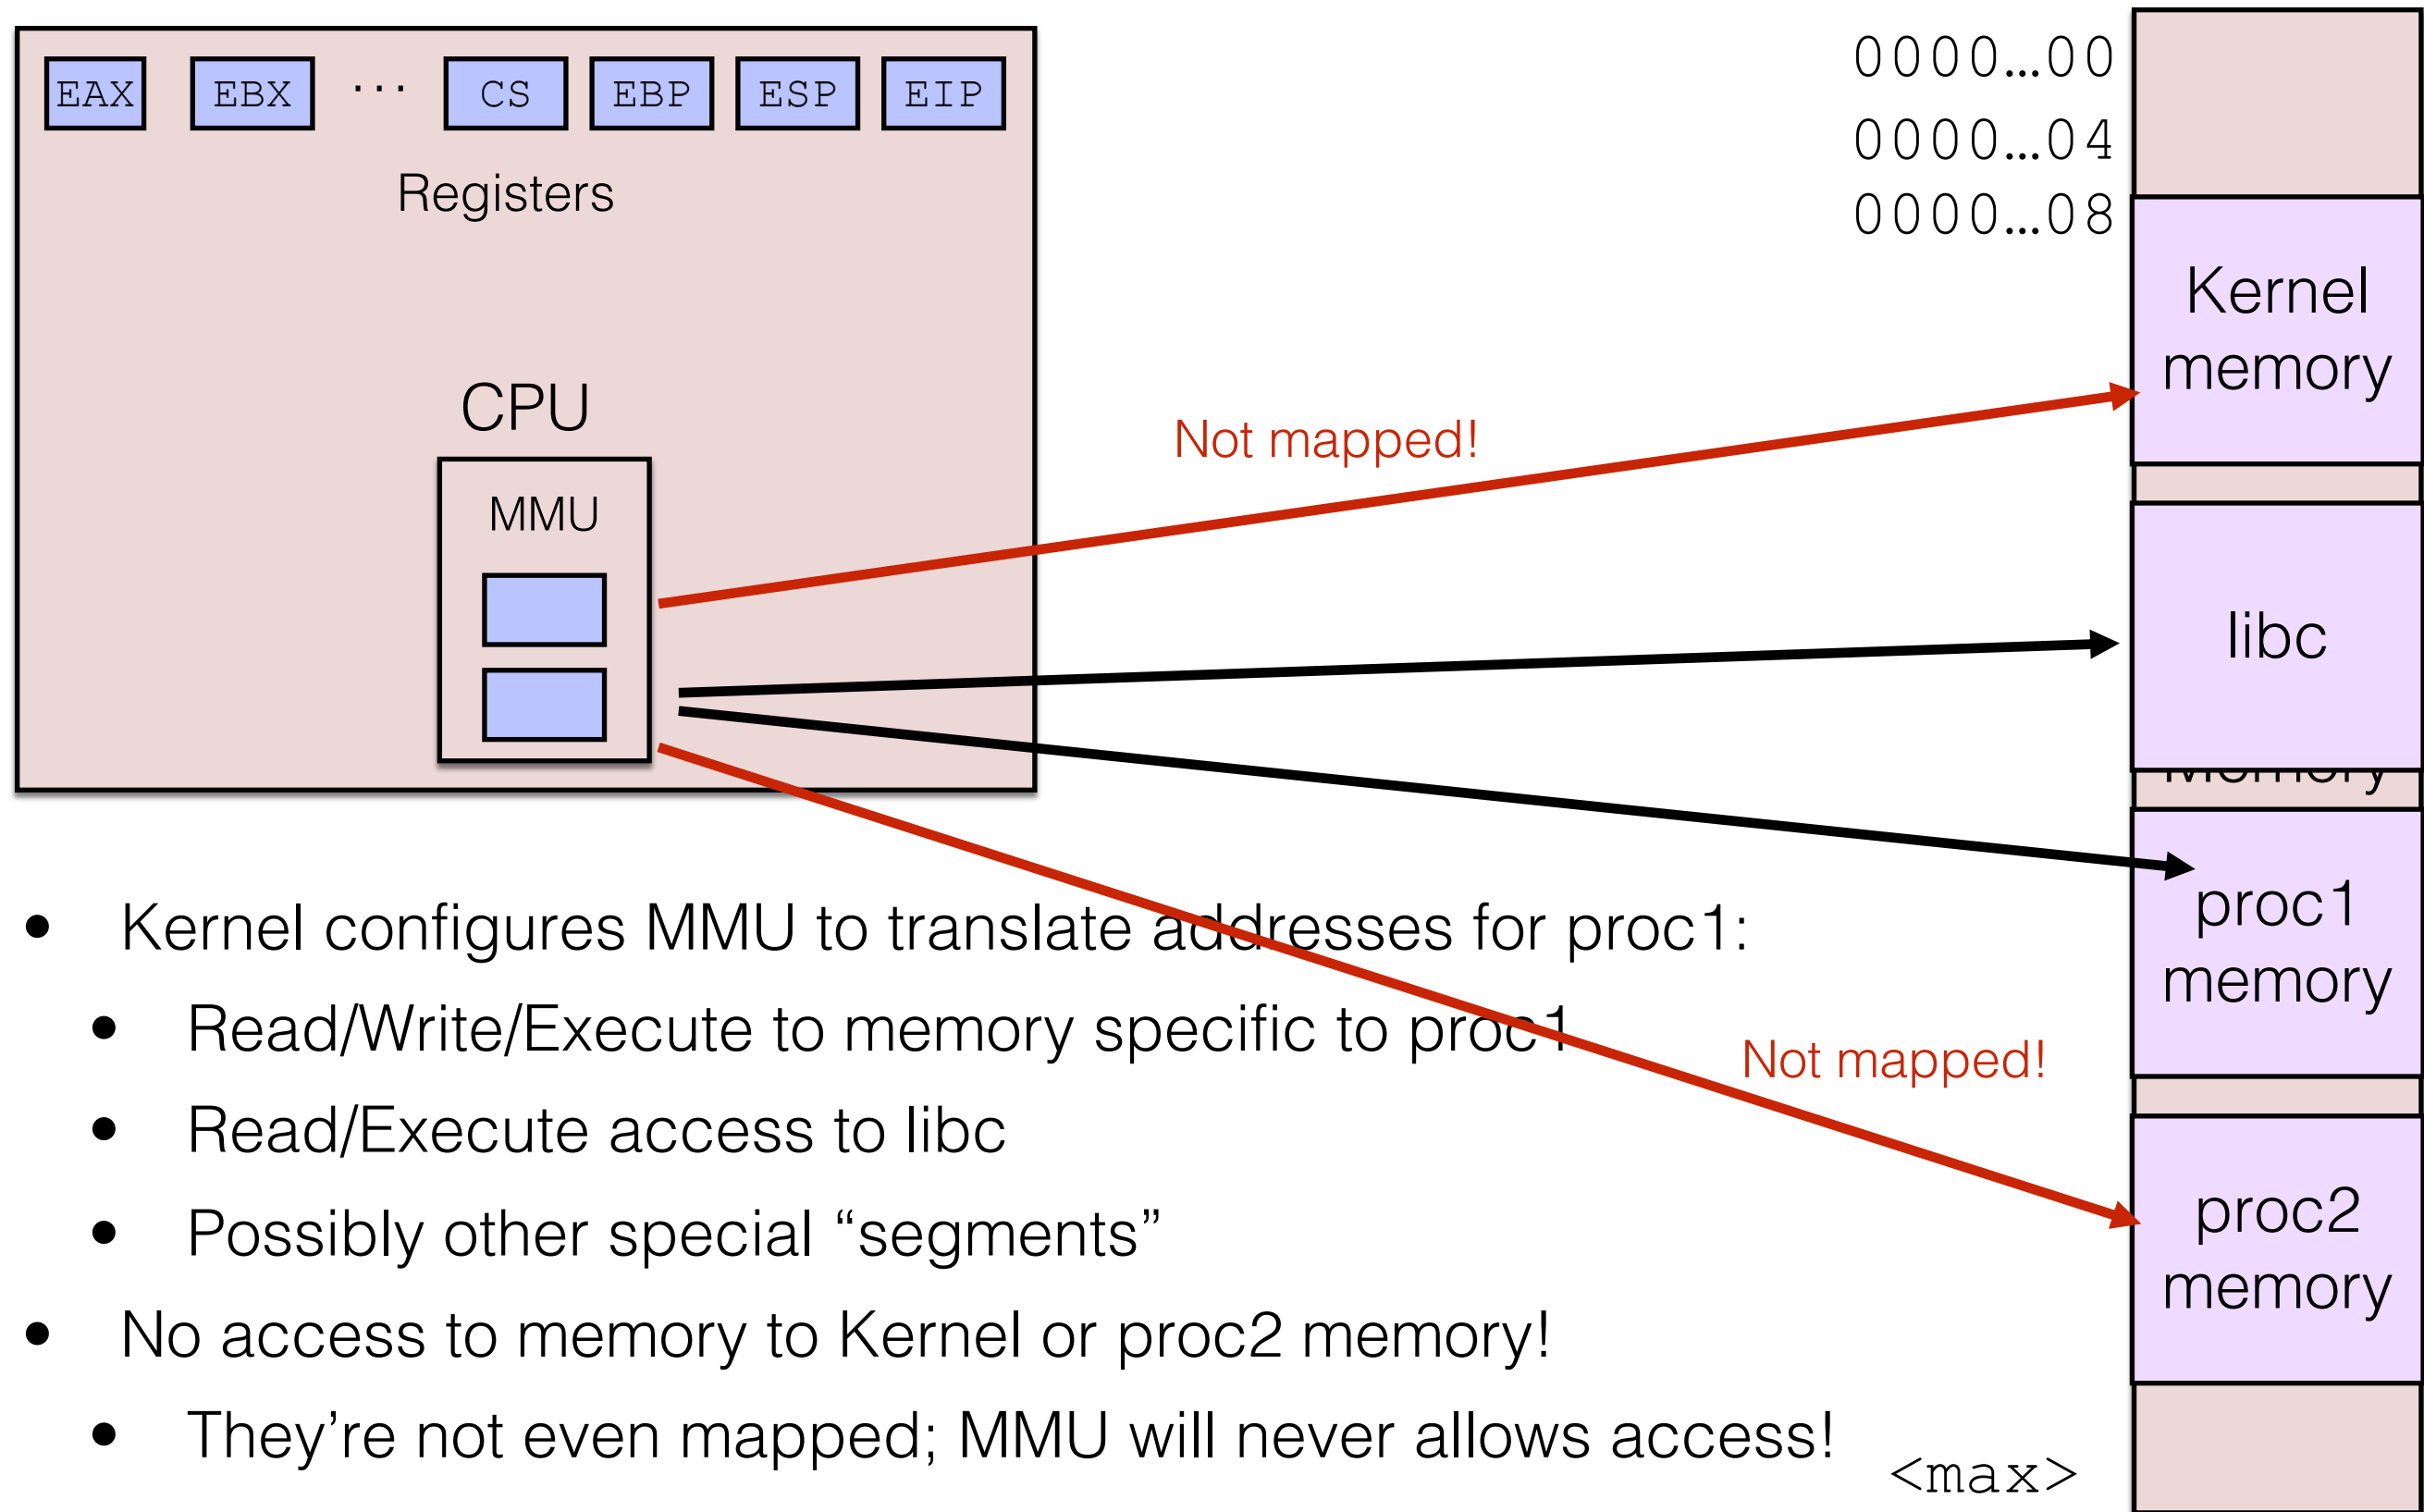 EAX EBX ... CS EBP ESP EIP
Registers
CPU
MMU
0000...00
0000...04
0000...08
Kernel
memory
libc
Memory
proc1
memory
proc2
memory
<max>
Not mapped!
Not mapped!
• Kernel configures MMU to translate addresses for proc1:
• Read/Write/Execute to memory specific to proc1
• Read/Execute access to libc
• Possibly other special “segments”
• No access to memory to Kernel or proc2 memory!
• They’re not even mapped; MMU will never allows access!